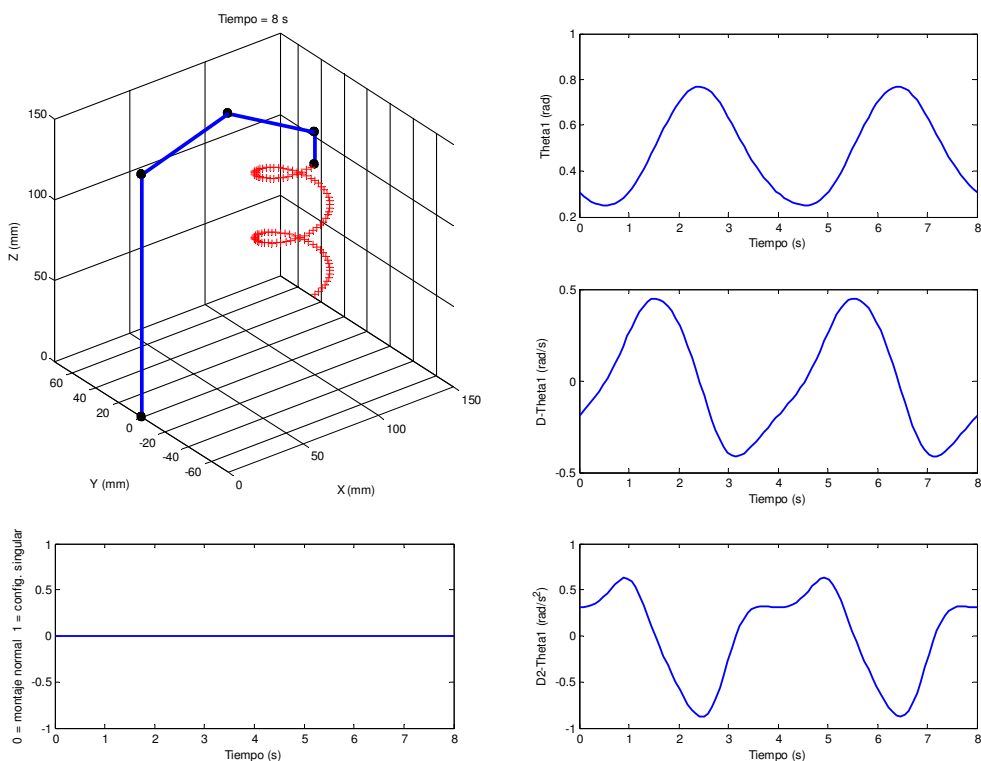 Tiempo = 8 s
150
100
50
0
Z (mm)
60
40
20
0
-20
-40
-60
Y (mm)
0
50
100
150
X (mm)
1
0.8
0.6
0.4
0.2
Theta1 (rad)
0 1 2 3 4 5 6 7 8
Tiempo (s)
0.5
0
-0.5
D-Theta1 (rad/s)
0 1 2 3 4 5 6 7 8
Tiempo (s)
0 = montaje normal 1 = config. singular
1
0.5
0
-0.5
-1
0 1 2 3 4 5 6 7 8
Tiempo (s)
1
0.5
0
-0.5
-1
D2-Theta1 (rad/s²)
0 1 2 3 4 5 6 7 8
Tiempo (s)